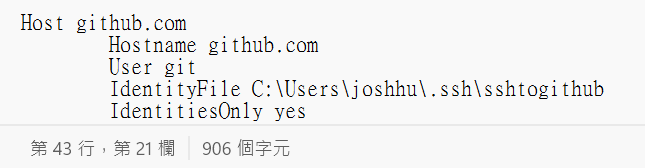 Host github.com
Hostname github.com
User git
IdentityFile C:\Users\joshhu\.ssh\sshtogithub
IdentitiesOnly yes
第 43 行，第 21 欄 906 個字元